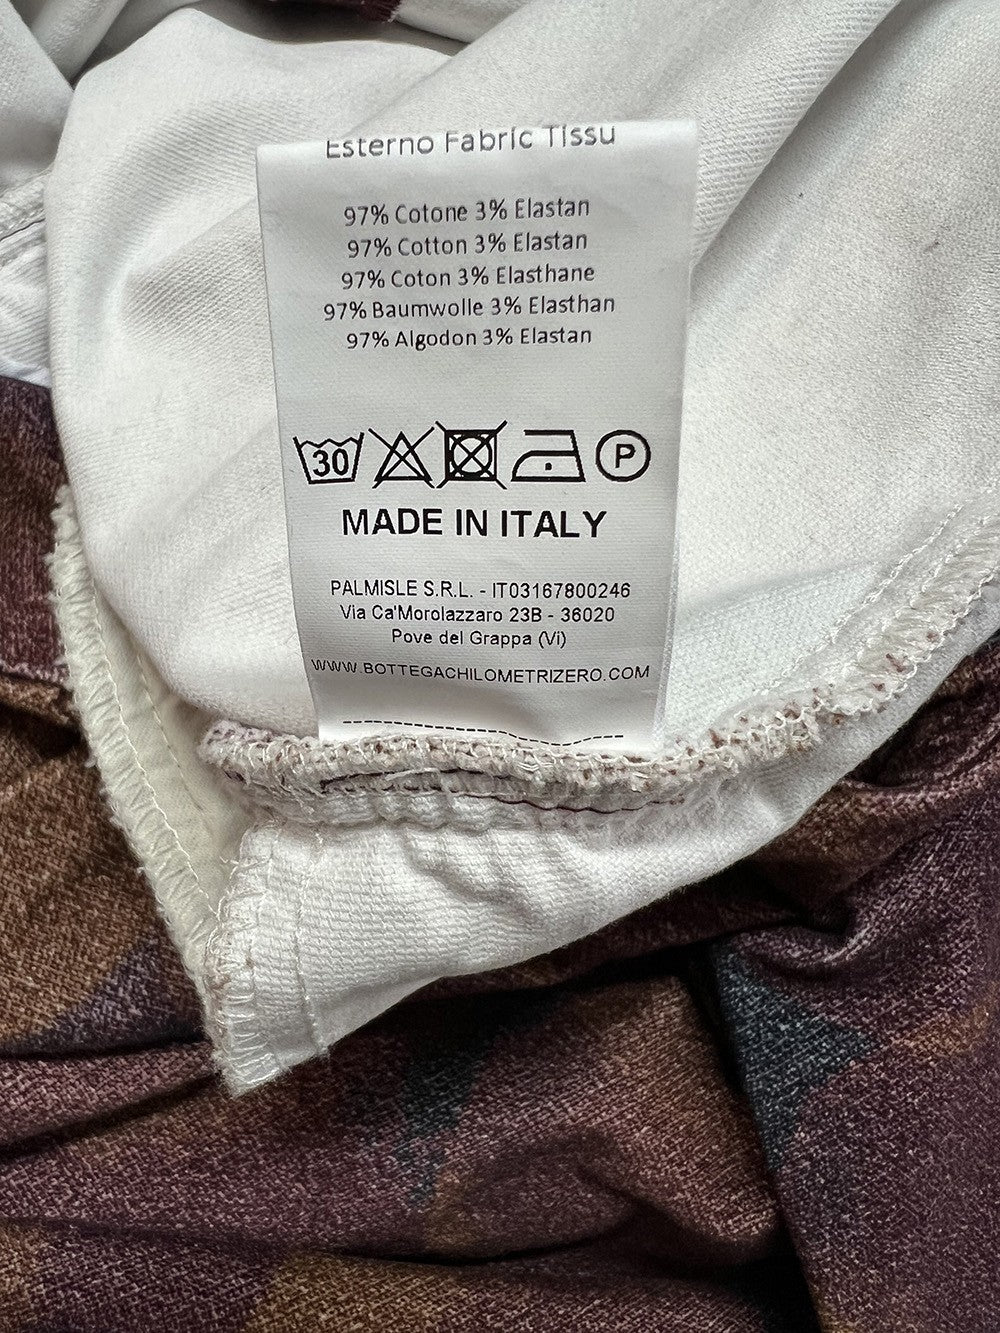 Esterno Fabric Tissu
97% Cotone 3% Elastan
97% Cotton 3% Elastan
97% Coton 3% Elasthane
97% Baumwolle 3% Elasthan
97% Algodon 3% Elastan
30 P
MADE IN ITALY
PALMISLE S.R.L. - IT03167800246
Via Ca'Morolazzaro 23B - 36020
Pove del Grappa (Vi)
WWW.BOTTEGACHILOMETRIZERO.COM